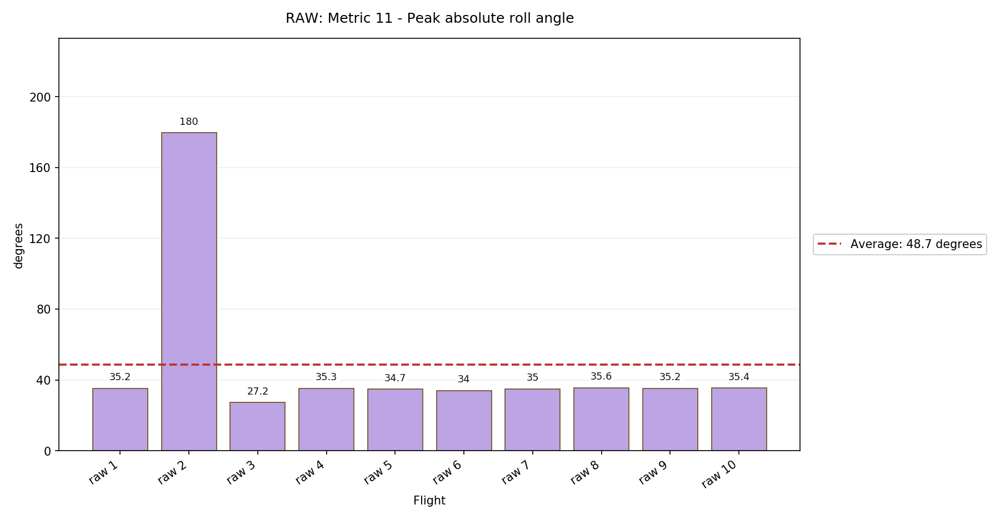 RAW: Metric 11 - Peak absolute roll angle
200
160
120
80
40
0
degrees
180
35.2
27.2
35.3
34.7
34
35
35.6
35.2
35.4
raw 1
raw 2
raw 3
raw 4
raw 5
raw 6
raw 7
raw 8
raw 9
raw 10
Flight
Average: 48.7 degrees